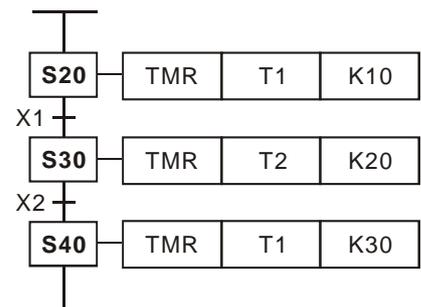 S20 TMR T1 K10
X1
S30 TMR T2 K20
X2
S40 TMR T1 K30